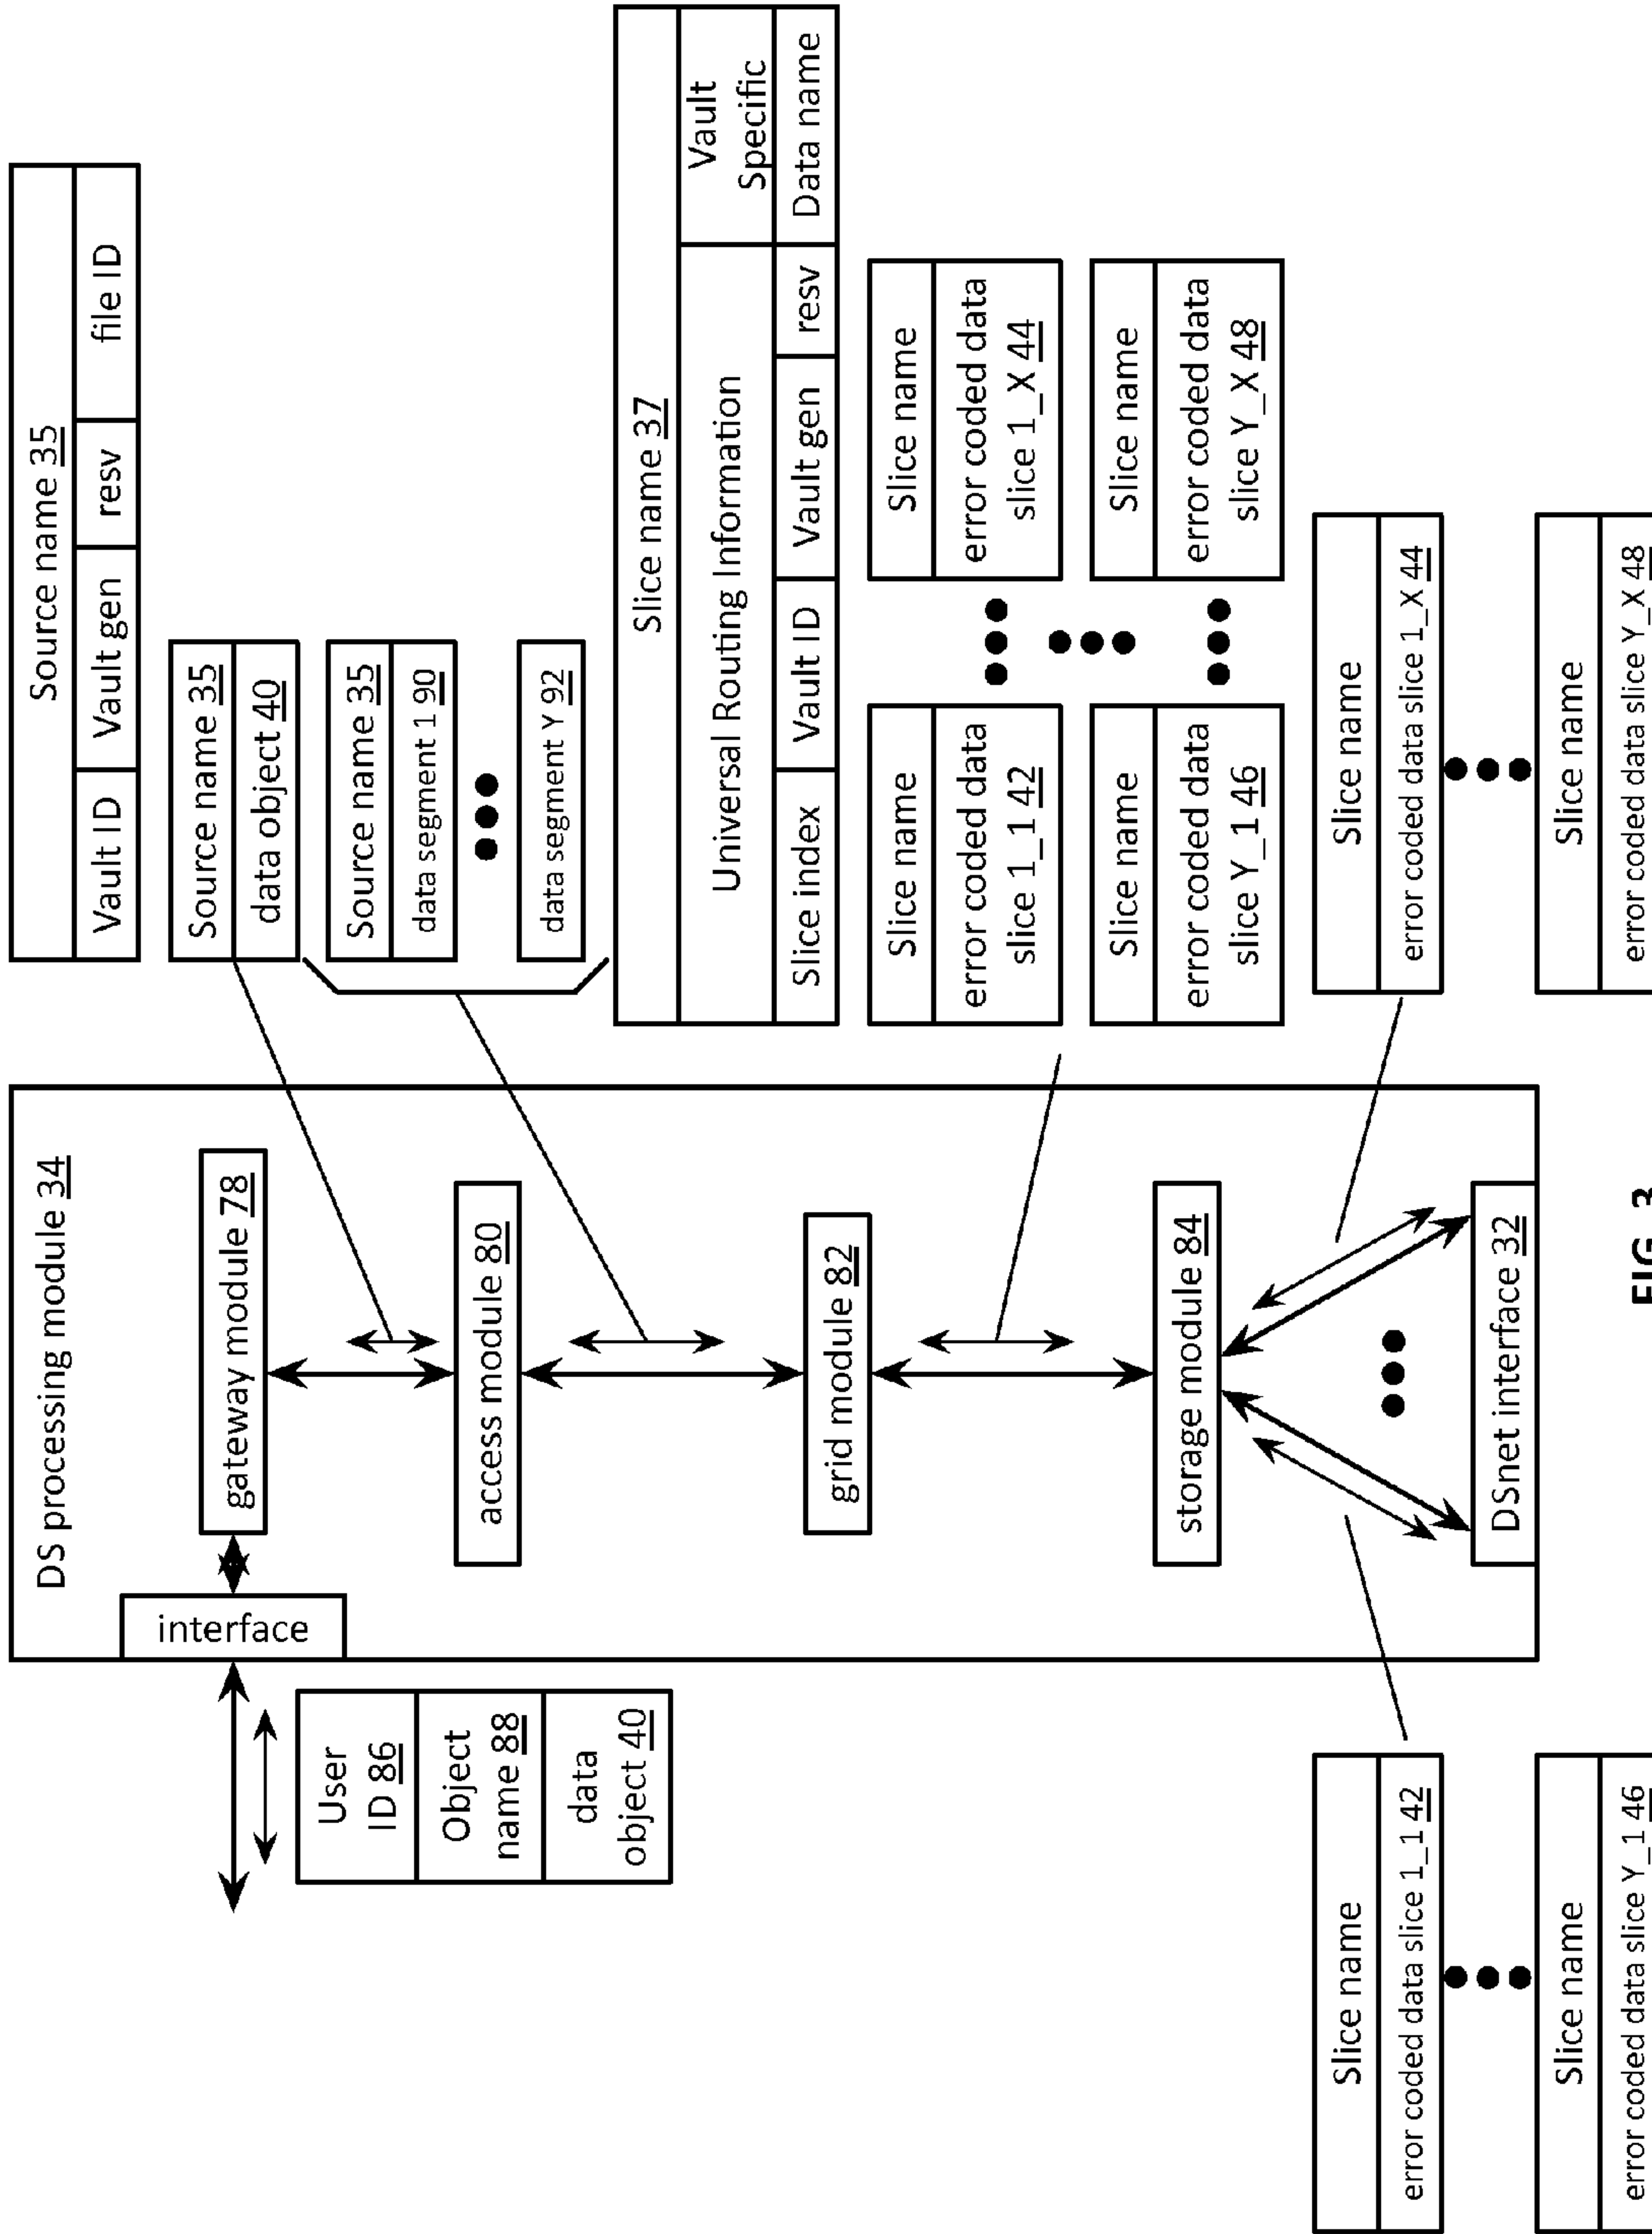 User
ID 86
Object
name 88
data
object 40
interface
DS processing module 34
gateway module 78
access module 80
grid module 82
storage module 84
DSnet interface 32
Source name 35
Vault ID
Vault gen
resv
file ID
Source name 35
data object 40
Source name 35
data segment 1 90
data segment Y 92
Slice name 37
Universal Routing Information
Vault
Specific
Slice index
Vault ID
Vault gen
resv
Data name
Slice name
error coded data
slice 1_1 42
Slice name
error coded data
slice 1_X 44
Slice name
error coded data
slice Y_1 46
Slice name
error coded data
slice Y_X 48
Slice name
error coded data slice 1_1 42
Slice name
error coded data slice Y_1 46
Slice name
error coded data slice 1_X 44
Slice name
error coded data slice Y_X 48
FIG. 3